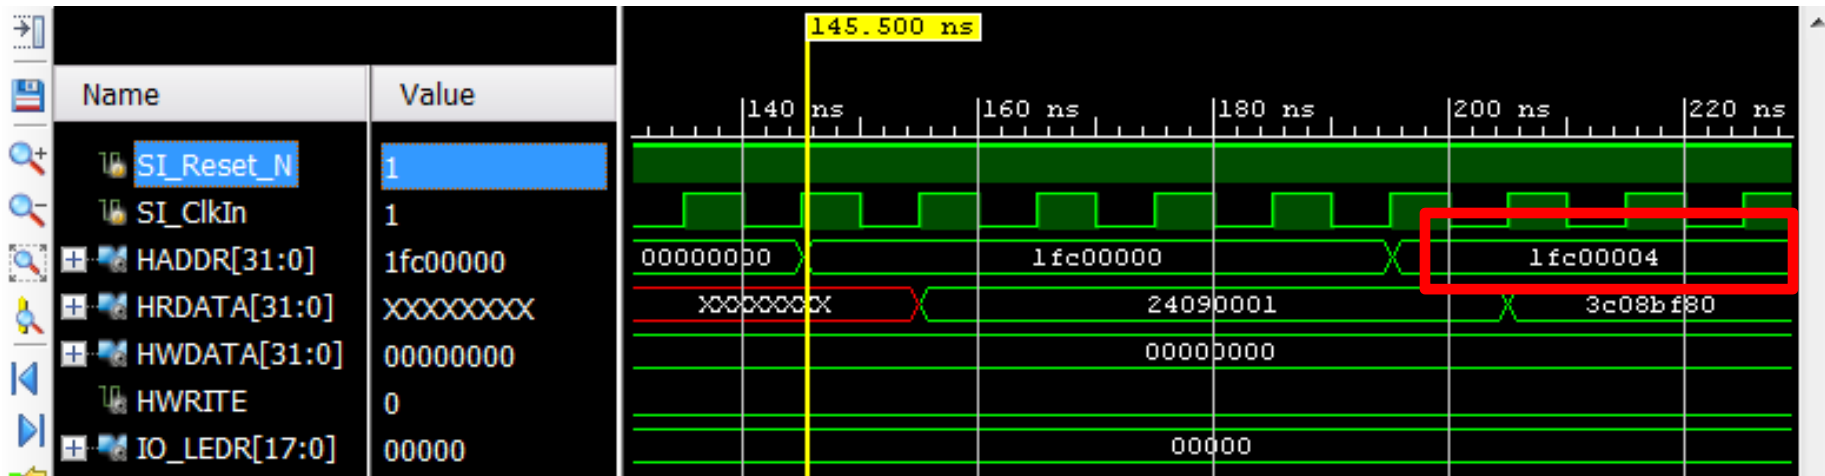 145.500 ns
Name Value
140 ns 160 ns 180 ns 200 ns 220 ns
SI_Reset_N 1
SI_ClkIn 1
HADDR[31:0] 1fc00000 00000000 1fc00000 1fc00004
HRDATA[31:0] XXXXXXXX XXXXXXXX 24090001 3c08bf80
HWDATA[31:0] 00000000 00000000
HWRITE 0
IO_LEDR[17:0] 00000 00000